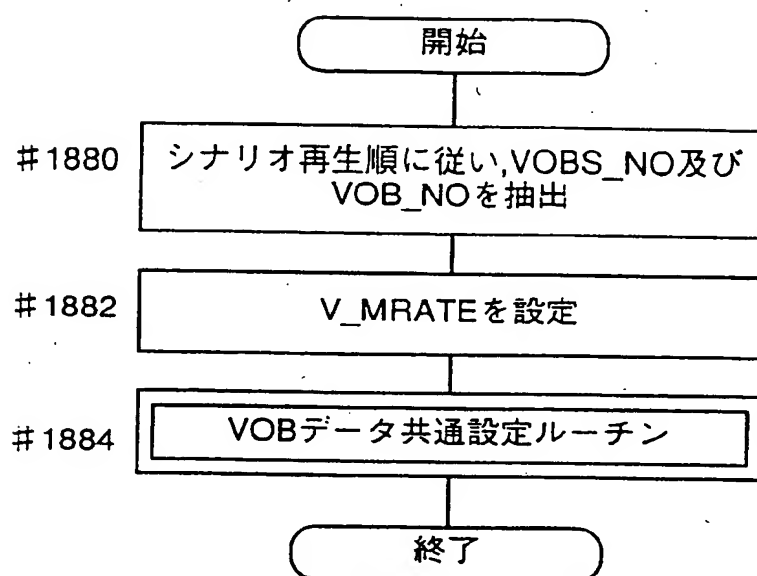 開始
#1880
シナリオ再生順に従い,VOBS_NO及び
VOB_NOを抽出
#1882
V_MRATEを設定
#1884
VOBデータ共通設定ルーチン
終了